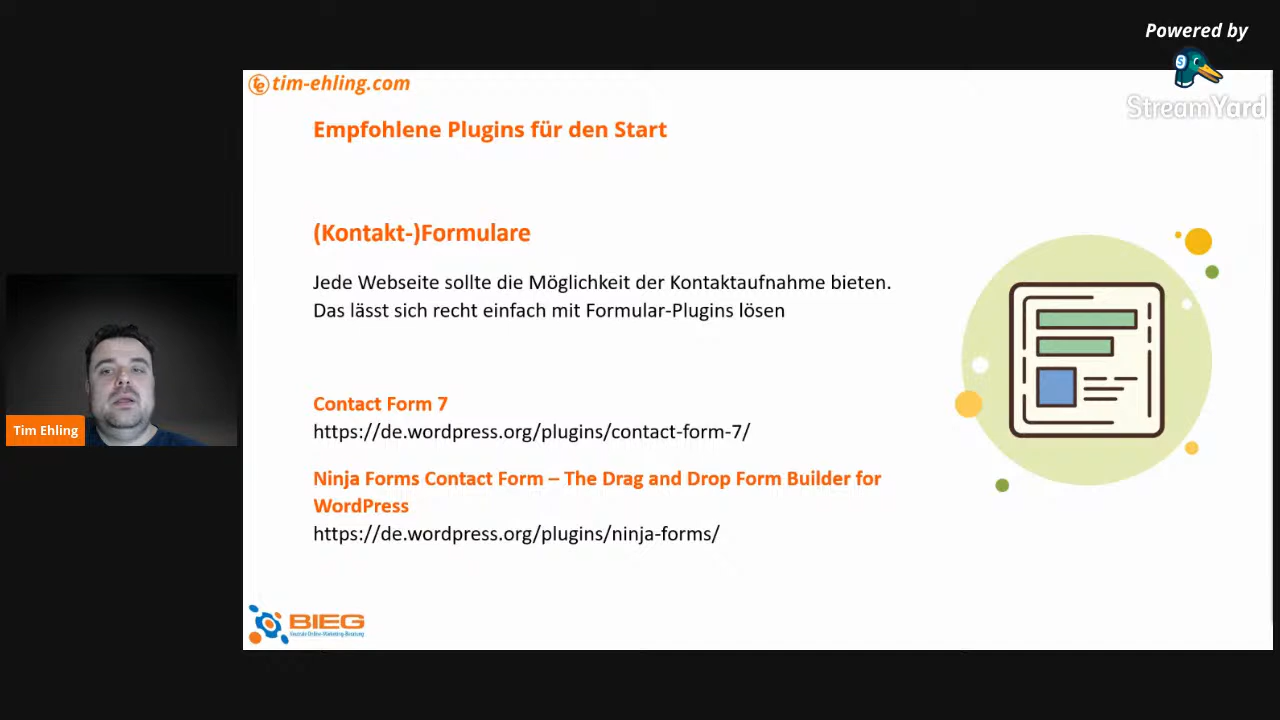 Powered by
StreamYard
tim-ehling.com
Empfohlene Plugins für den Start
(Kontakt-)Formulare
Jede Webseite sollte die Möglichkeit der Kontaktaufnahme bieten.
Das lässt sich recht einfach mit Formular-Plugins lösen
Contact Form 7
https://de.wordpress.org/plugins/contact-form-7/
Ninja Forms Contact Form – The Drag and Drop Form Builder for
WordPress
https://de.wordpress.org/plugins/ninja-forms/
Tim Ehling
BIEG